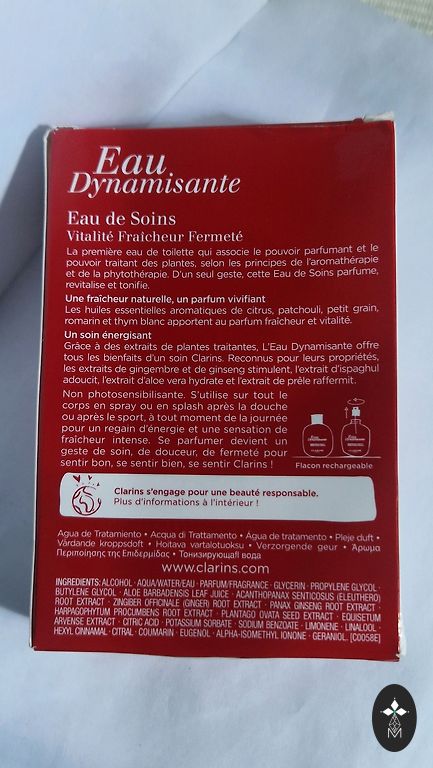 Eau
Dynamisante
Eau de Soins
Vitalité Fraîcheur Fermeté
La première eau de toilette qui associe le pouvoir parfumant et le
pouvoir traitant des plantes, selon les principes de l'aromathérapie
et de la phytothérapie. D'un seul geste, cette Eau de Soins parfume,
revitalise et tonifie.
Une fraîcheur naturelle, un parfum vivifiant
Les huiles essentielles aromatiques de citrus, patchouli, petit grain,
romarin et thym blanc apportent au parfum fraîcheur et vitalité.
Un soin énergisant
Grâce à des extraits de plantes traitantes, L'Eau Dynamisante offre
tous les bienfaits d'un soin Clarins. Reconnus pour leurs propriétés,
les extraits de gingembre et de ginseng stimulent, l'extrait d'ispaghul
adoucit, l'extrait d'aloe vera hydrate et l'extrait de prêle raffermit.
Non photosensibilisante. S'utilise sur tout le
corps en spray ou en splash après la douche
ou après le sport, à tout moment de la journée
pour un regain d'énergie et une sensation de
fraîcheur intense. Se parfumer devient un
geste de soin, de douceur, de fermeté pour
sentir bon, se sentir bien, se sentir Clarins !
Flacon rechargeable
Clarins s'engage pour une beauté responsable.
Plus d'informations à l'intérieur !
Agua de Tratamiento • Acqua di Trattamento • Água de tratamento • Pleje duft •
Vårdande kroppsdoft • Hoitava vartalotuoksu • Verzorgende geur • Άρωμα
Περιποίησης της Επιδερμίδας • Тонизирующая вода
www.clarins.com
INGREDIENTS: ALCOHOL · AQUA/WATER/EAU · PARFUM/FRAGRANCE · GLYCERIN · PROPYLENE GLYCOL ·
BUTYLENE GLYCOL · ALOE BARBADENSIS LEAF JUICE · ACANTHOPANAX SENTICOSUS (ELEUTHERO)
ROOT EXTRACT · ZINGIBER OFFICINALE (GINGER) ROOT EXTRACT · PANAX GINSENG ROOT EXTRACT ·
HARPAGOPHYTUM PROCUMBENS ROOT EXTRACT · PLANTAGO OVATA SEED EXTRACT · EQUISETUM
ARVENSE EXTRACT · CITRIC ACID · POTASSIUM SORBATE · SODIUM BENZOATE · LIMONENE · LINALOOL ·
HEXYL CINNAMAL · CITRAL · COUMARIN · EUGENOL · ALPHA-ISOMETHYL IONONE · GERANIOL. [C0058E]